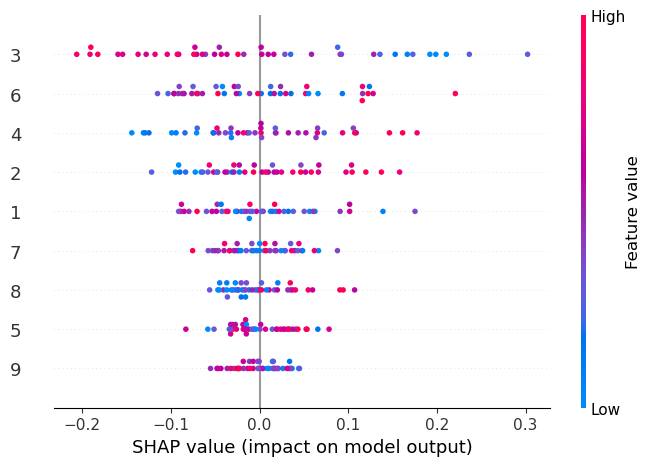 High
3
6
4
2
1
7
8
5
9
Feature value
Low
−0.2 −0.1 0.0 0.1 0.2 0.3
SHAP value (impact on model output)